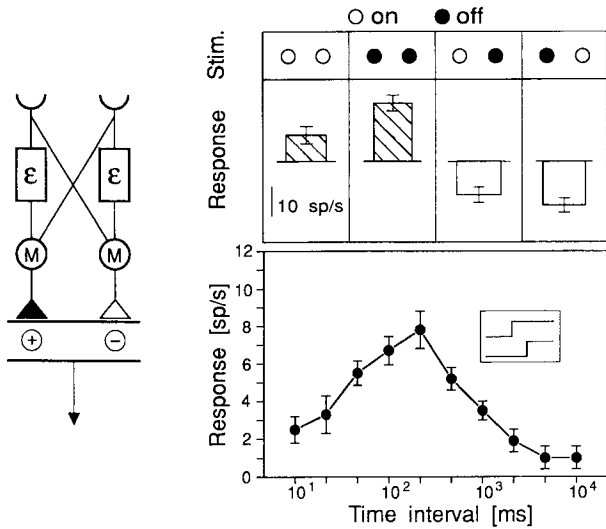 on off
Stim.
Response
10 sp/s
ε ε
M M
+ −
Response [sp/s]
12
10
8
6
4
2
0
10¹ 10² 10³ 10⁴
Time interval [ms]